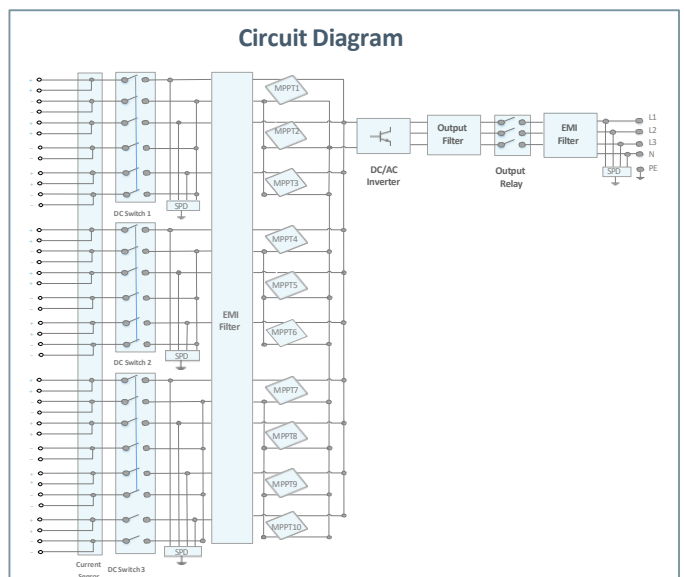 Circuit Diagram
MPPT1
MPPT2
MPPT3
SPD
DC Switch 1
MPPT4
MPPT5
MPPT6
SPD
DC Switch 2
EMI
Filter
MPPT7
MPPT8
MPPT9
MPPT10
SPD
Current
Sensor
DC Switch3
DC/AC
Inverter
Output
Filter
Output
Relay
EMI
Filter
L1
L2
L3
N
PE
SPD